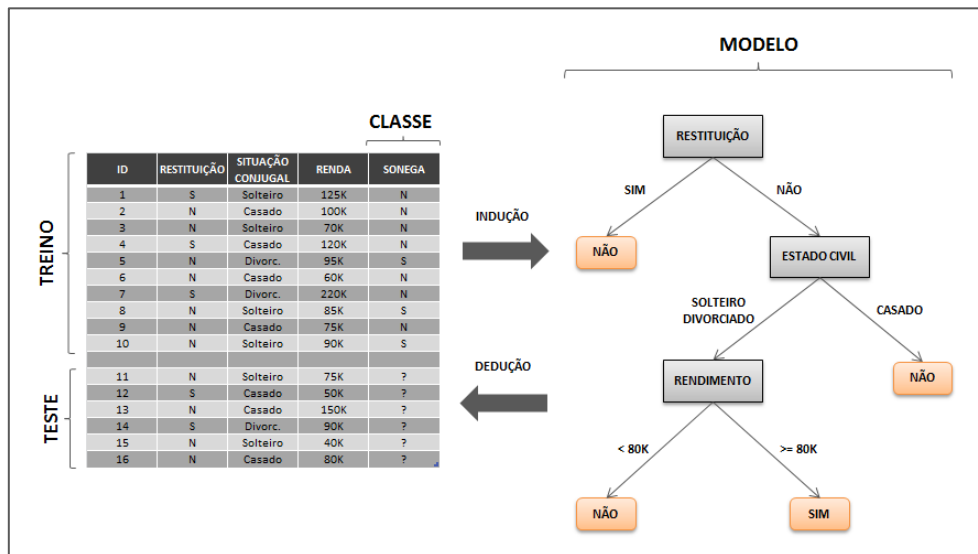 MODELO
CLASSE
TREINO
ID RESTITUIÇÃO SITUAÇÃO CONJUGAL RENDA SONEGA
1 S Solteiro 125K N
2 N Casado 100K N
3 N Solteiro 70K N
4 S Casado 120K N
5 N Divorc. 95K S
6 N Casado 60K N
7 S Divorc. 220K N
8 N Solteiro 85K S
9 N Casado 75K N
10 N Solteiro 90K S
TESTE
11 N Solteiro 75K ?
12 S Casado 50K ?
13 N Casado 150K ?
14 S Divorc. 90K ?
15 N Solteiro 40K ?
16 N Casado 80K ?
INDUÇÃO
DEDUÇÃO
RESTITUIÇÃO
SIM
NÃO
NÃO
ESTADO CIVIL
SOLTEIRO
DIVORCIADO
CASADO
RENDIMENTO
NÃO
< 80K
>= 80K
NÃO
SIM